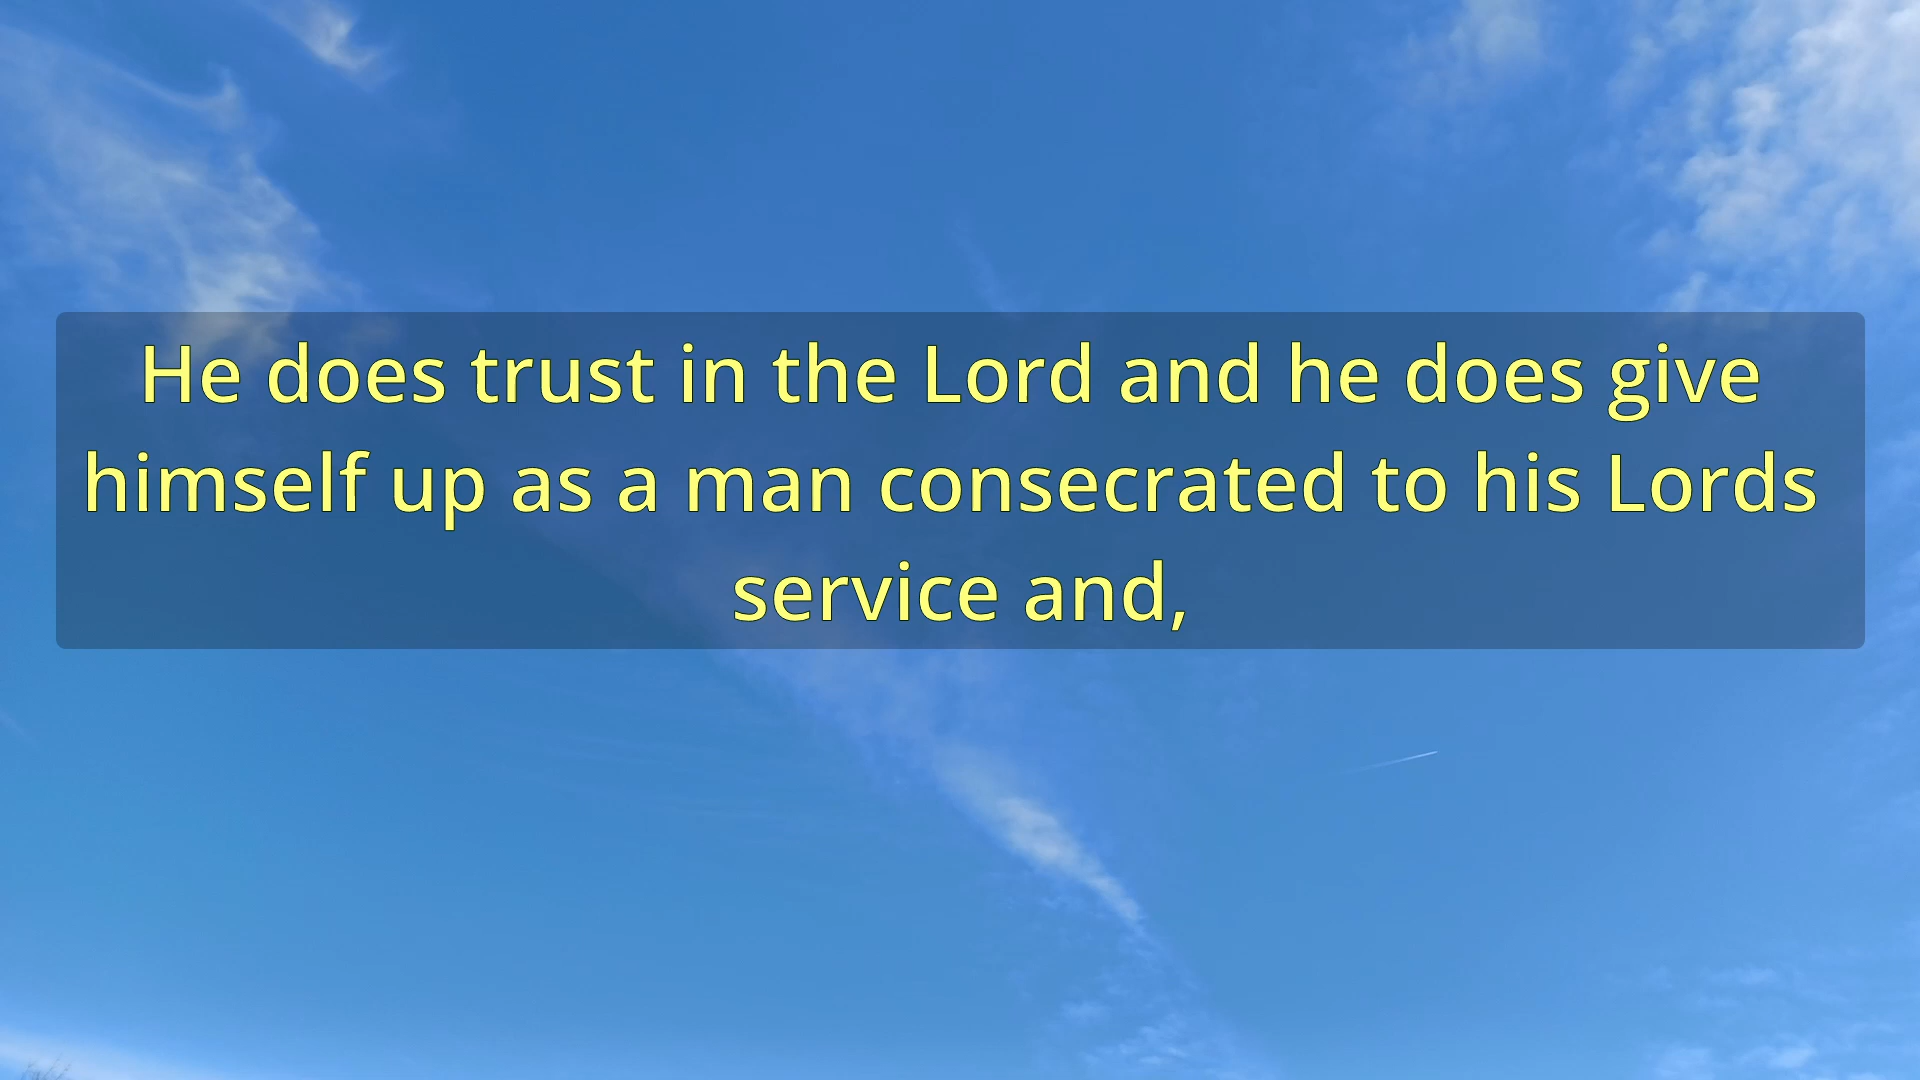 He does trust in the Lord and he does give
himself up as a man consecrated to his Lords
service and,